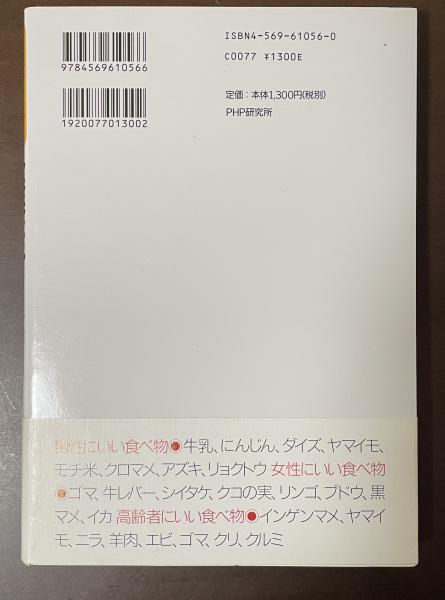 ISBN4-569-61056-0
C0077 ¥1300E
9784569610566
定価：本体1,300円(税別)
PHP研究所
1920077013002
男性にいい食べ物●牛乳、にんじん、ダイズ、ヤマイモ、
モチ米、クロマメ、アズキ、リョクトウ 女性にいい食べ物
●ゴマ、牛レバー、シイタケ、クコの実、リンゴ、ブドウ、黒
マメ、イカ 高齢者にいい食べ物●インゲンマメ、ヤマイ
モ、ニラ、羊肉、エビ、ゴマ、クリ、クルミ